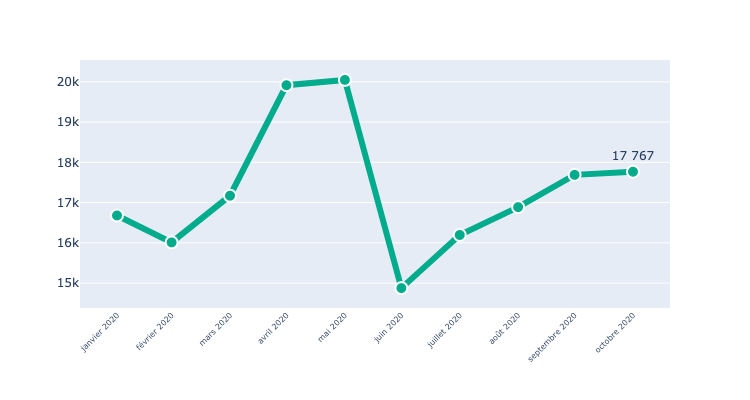 20k
19k
18k
17k
16k
15k
17 767
janvier 2020
février 2020
mars 2020
avril 2020
mai 2020
juin 2020
juillet 2020
août 2020
septembre 2020
octobre 2020